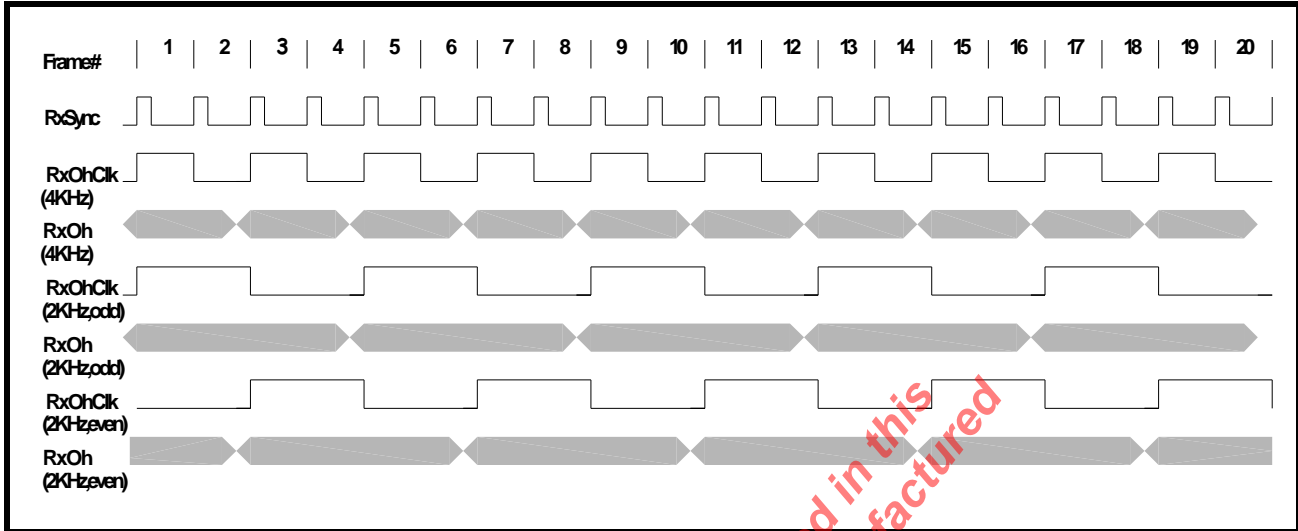 Frame# 1 2 3 4 5 6 7 8 9 10 11 12 13 14 15 16 17 18 19 20
RxSync
RxOhClk
(4KHz)
RxOh
(4KHz)
RxOhClk
(2KHz,odd)
RxOh
(2KHz,odd)
RxOhClk
(2KHz,even)
RxOh
(2KHz,even)
d in this
factured